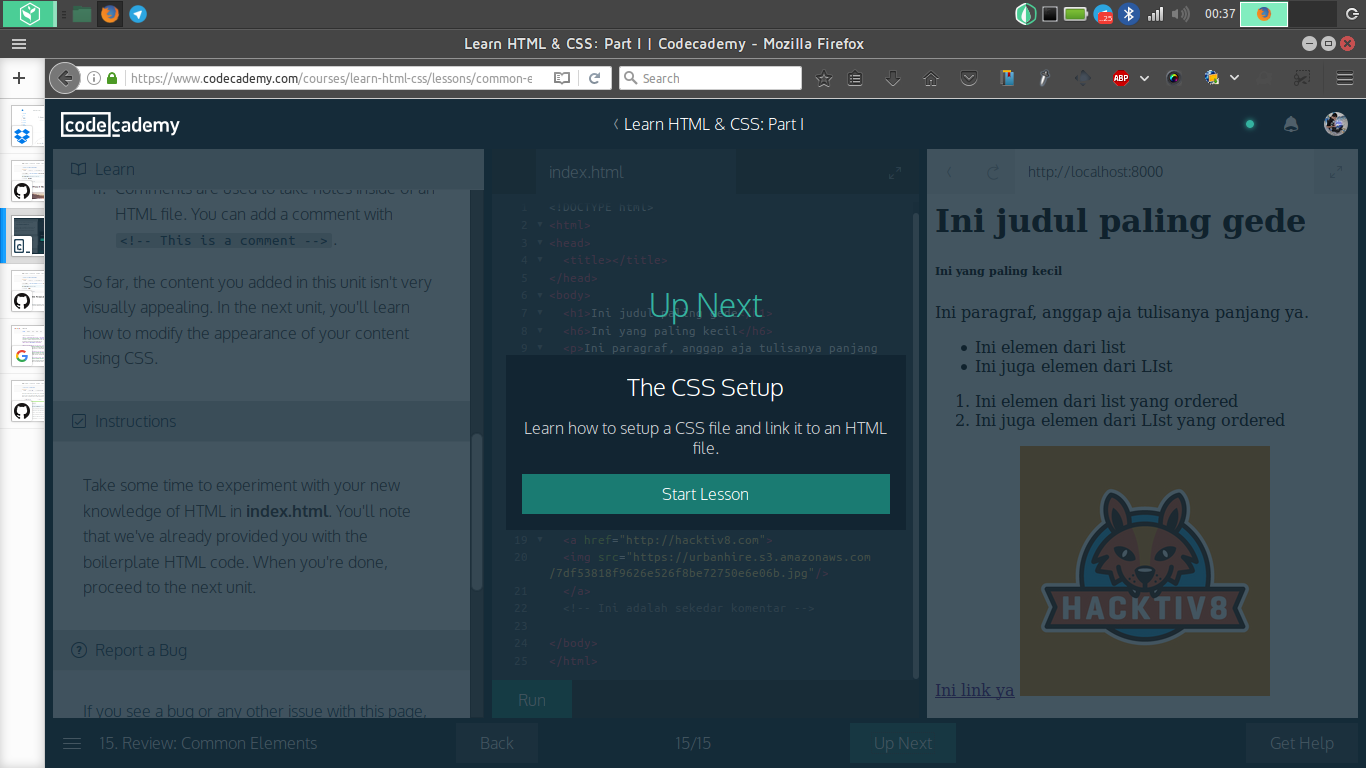 .25
00:37
Learn HTML & CSS: Part I | Codecademy - Mozilla Firefox
https://www.codecademy.com/courses/learn-html-css/lessons/common-e
Search
ABP
codecademy
Learn HTML & CSS: Part I
Learn
Comments are used to take notes inside of an
HTML file. You can add a comment with
<!-- This is a comment --> .
So far, the content you added in this unit isn't very
visually appealing. In the next unit, you'll learn
how to modify the appearance of your content
using CSS.
Instructions
Take some time to experiment with your new
knowledge of HTML in index.html. You'll note
that we've already provided you with the
boilerplate HTML code. When you're done,
proceed to the next unit.
Report a Bug
If you see a bug or any other issue with this page,
index.html
1 <!DOCTYPE html>
2 <html>
3 <head>
4 <title></title>
5 </head>
6 <body>
7 <h1>Ini judul paling gede</h1>
8 <h6>Ini yang paling kecil</h6>
9 <p>Ini paragraf, anggap aja tulisanya panjang
Up Next
The CSS Setup
Learn how to setup a CSS file and link it to an HTML
file.
Start Lesson
19 <a href="http://hacktiv8.com">
20 <img src="https://urbanhire.s3.amazonaws.com
/7df53818f9626e526f8be72750e6e06b.jpg"/>
21 </a>
22 <!-- Ini adalah sekedar komentar -->
23
24 </body>
25 </html>
Run
http://localhost:8000
Ini judul paling gede
Ini yang paling kecil
Ini paragraf, anggap aja tulisanya panjang ya.
Ini elemen dari list
Ini juga elemen dari LIst
1. Ini elemen dari list yang ordered
2. Ini juga elemen dari LIst yang ordered
HACKTIV8
Ini link ya
15. Review: Common Elements
Back
15/15
Up Next
Get Help